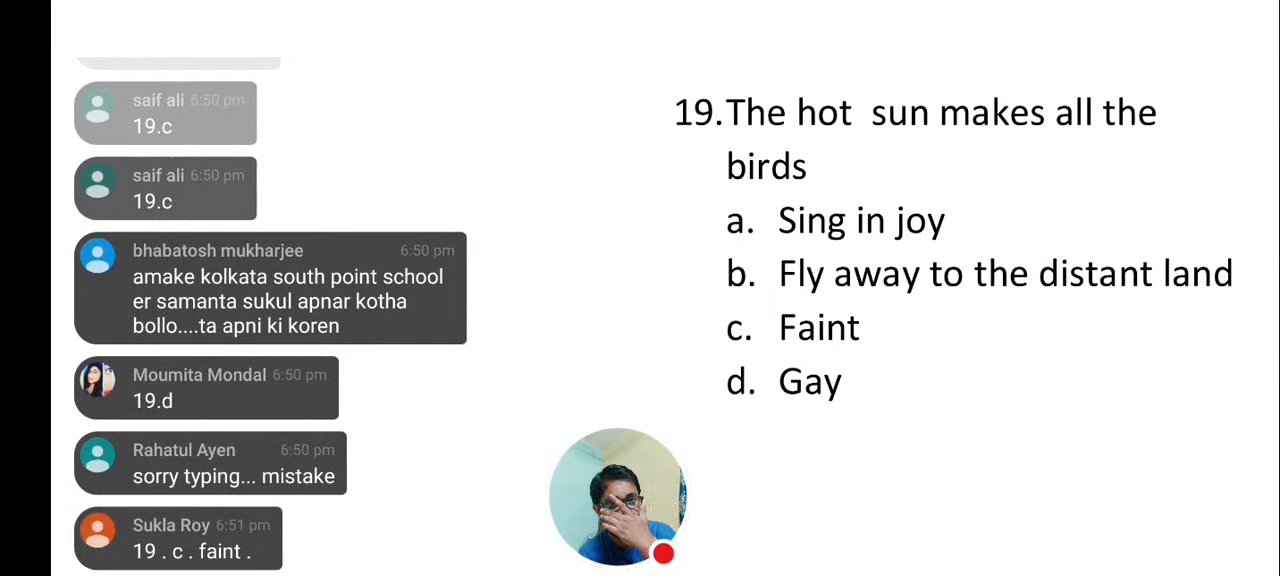 saif ali 6:50 pm
19.c
saif ali 6:50 pm
19.c
bhabatosh mukharjee 6:50 pm
amake kolkata south point school
er samanta sukul apnar kotha
bollo....ta apni ki koren
Moumita Mondal 6:50 pm
19.d
Rahatul Ayen 6:50 pm
sorry typing... mistake
Sukla Roy 6:51 pm
19 . c . faint .
19.The hot sun makes all the
birds
a. Sing in joy
b. Fly away to the distant land
c. Faint
d. Gay